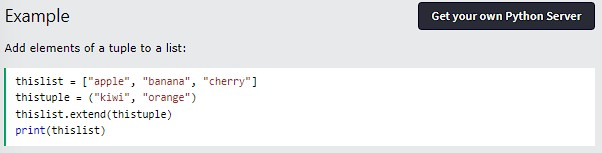 Example
Get your own Python Server
Add elements of a tuple to a list:
thislist = ["apple", "banana", "cherry"]
thistuple = ("kiwi", "orange")
thislist.extend(thistuple)
print(thislist)